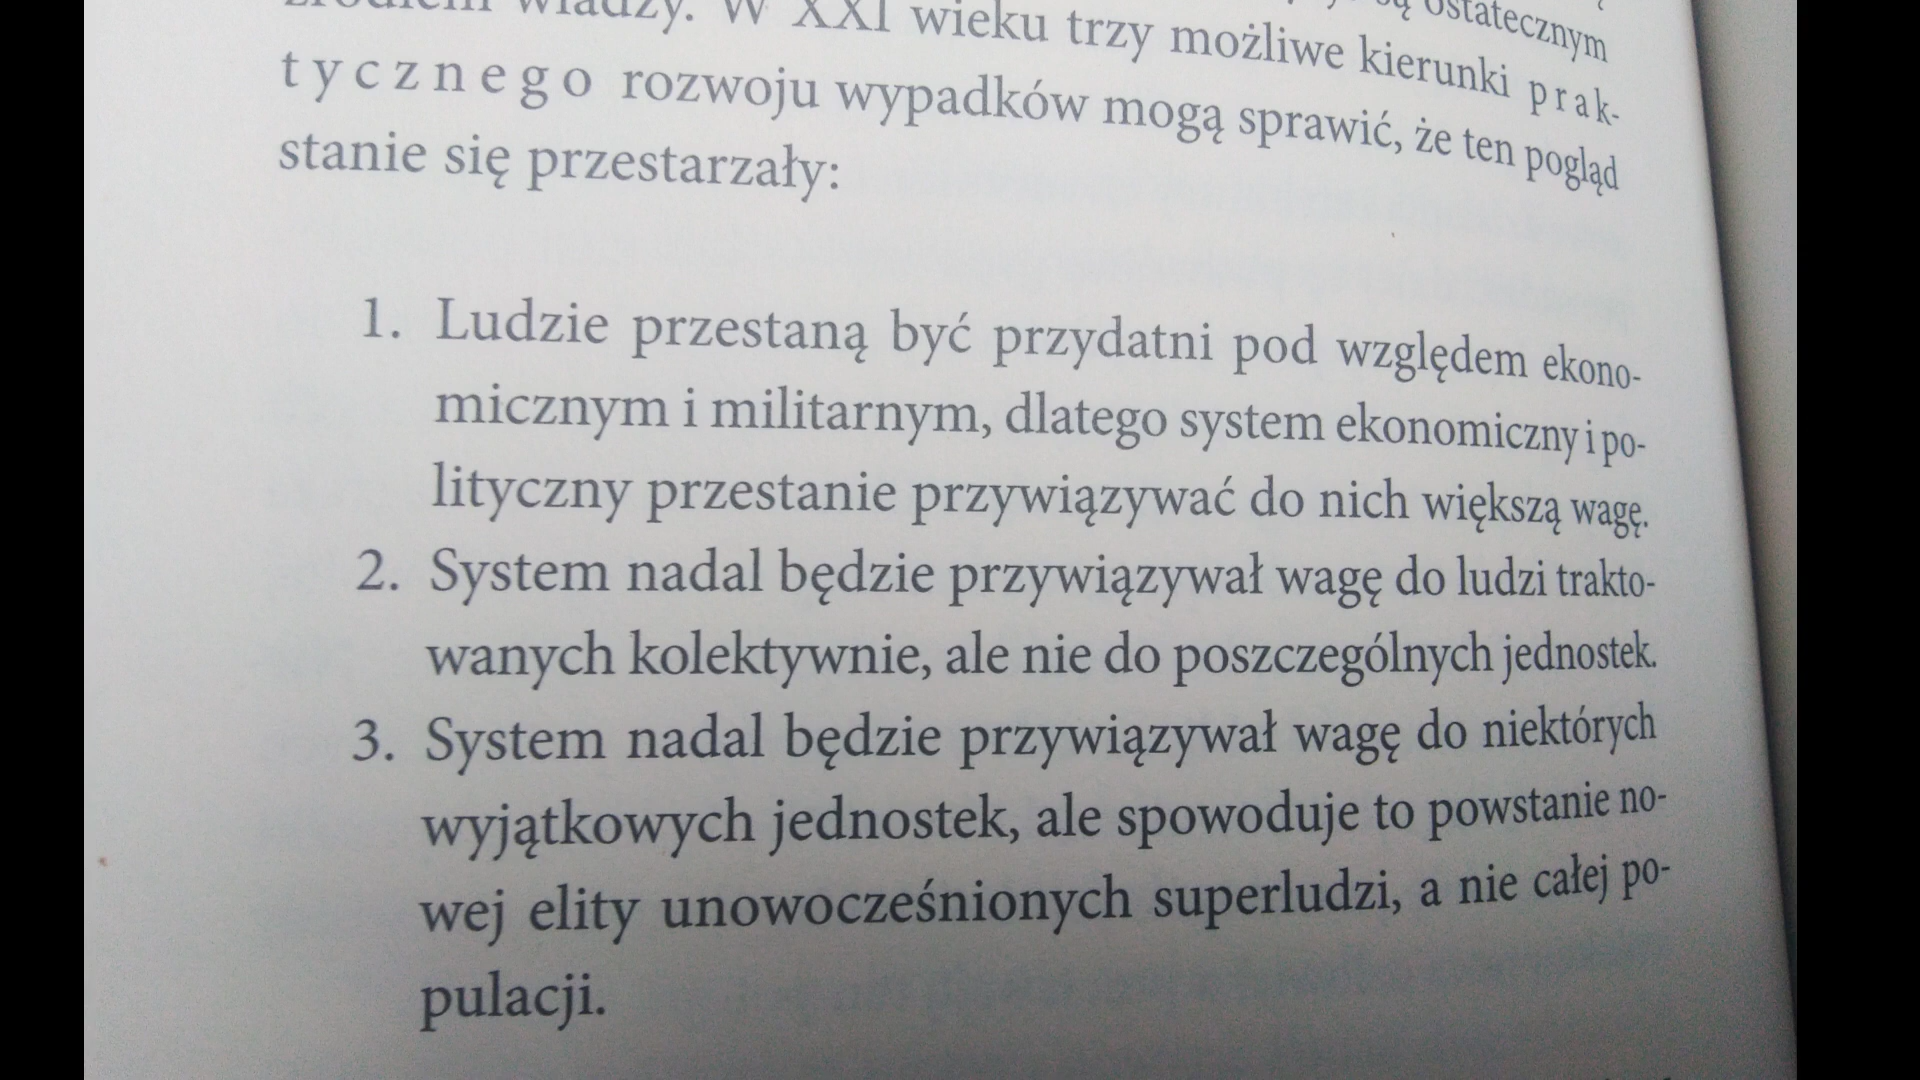 źródłem władzy. W XXI wieku trzy możliwe kierunki prak-
są ostatecznym
tycznego rozwoju wypadków mogą sprawić, że ten pogląd
stanie się przestarzały:
1. Ludzie przestaną być przydatni pod względem ekono-
micznym i militarnym, dlatego system ekonomiczny i po-
lityczny przestanie przywiązywać do nich większą wagę.
2. System nadal będzie przywiązywał wagę do ludzi trakto-
wanych kolektywnie, ale nie do poszczególnych jednostek.
3. System nadal będzie przywiązywał wagę do niektórych
wyjątkowych jednostek, ale spowoduje to powstanie no-
wej elity unowocześnionych superludzi, a nie całej po-
pulacji.